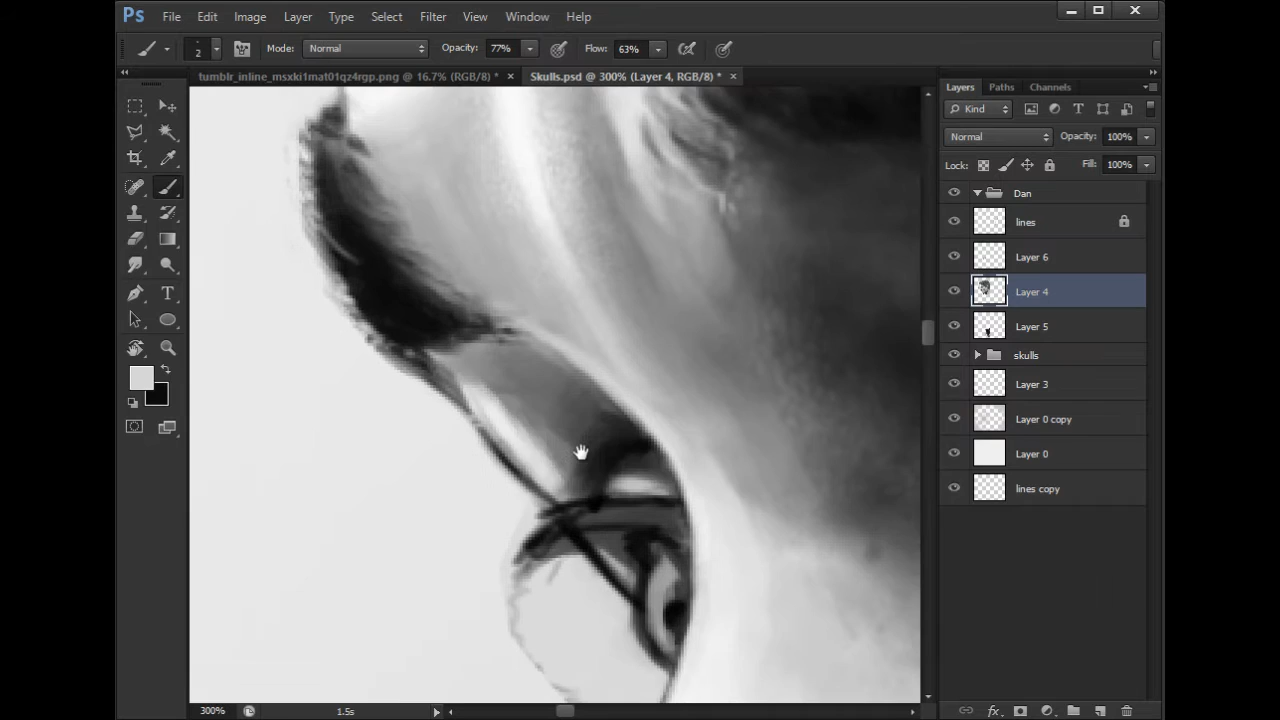 Ps File Edit Image Layer Type Select Filter View Window Help
2 Mode: Normal Opacity: 77% Flow: 63%
tumblr_inline_msxki1mat01qz4rgp.png @ 16.7% (RGB/8) * × Skulls.psd @ 300% (Layer 4, RGB/8) * ×
Layers Paths Channels
Kind
Normal Opacity: 100%
Lock: Fill: 100%
Dan
lines
Layer 6
Layer 4
Layer 5
skulls
Layer 3
Layer 0 copy
Layer 0
lines copy
300% 1.5s